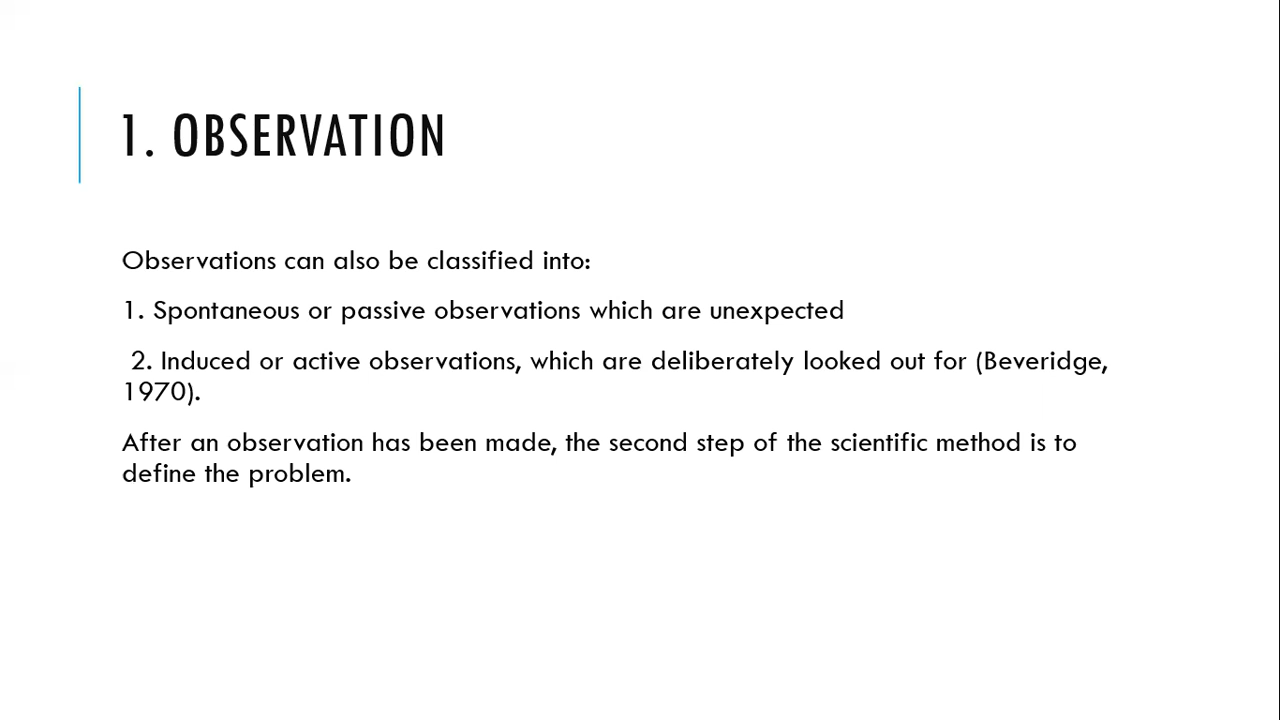 1. OBSERVATION
Observations can also be classified into:
1. Spontaneous or passive observations which are unexpected
2. Induced or active observations, which are deliberately looked out for (Beveridge,
1970).
After an observation has been made, the second step of the scientific method is to
define the problem.